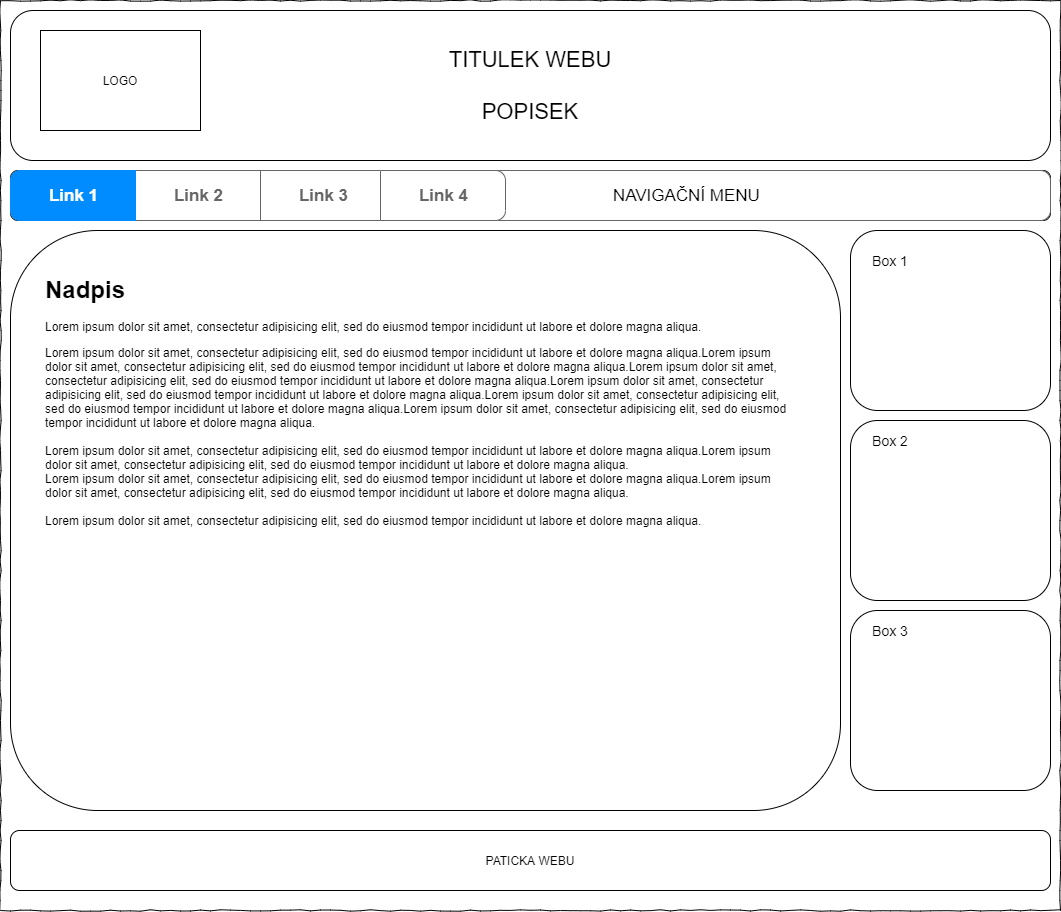 LOGO
TITULEK WEBU
POPISEK
Link 1
Link 2
Link 3
Link 4
NAVIGAČNÍ MENU
Nadpis
Lorem ipsum dolor sit amet, consectetur adipisicing elit, sed do eiusmod tempor incididunt ut labore et dolore magna aliqua.
Lorem ipsum dolor sit amet, consectetur adipisicing elit, sed do eiusmod tempor incididunt ut labore et dolore magna aliqua.Lorem ipsum
dolor sit amet, consectetur adipisicing elit, sed do eiusmod tempor incididunt ut labore et dolore magna aliqua.Lorem ipsum dolor sit amet,
consectetur adipisicing elit, sed do eiusmod tempor incididunt ut labore et dolore magna aliqua.Lorem ipsum dolor sit amet, consectetur
adipisicing elit, sed do eiusmod tempor incididunt ut labore et dolore magna aliqua.Lorem ipsum dolor sit amet, consectetur adipisicing elit,
sed do eiusmod tempor incididunt ut labore et dolore magna aliqua.Lorem ipsum dolor sit amet, consectetur adipisicing elit, sed do eiusmod
tempor incididunt ut labore et dolore magna aliqua.
Lorem ipsum dolor sit amet, consectetur adipisicing elit, sed do eiusmod tempor incididunt ut labore et dolore magna aliqua.Lorem ipsum
dolor sit amet, consectetur adipisicing elit, sed do eiusmod tempor incididunt ut labore et dolore magna aliqua.
Lorem ipsum dolor sit amet, consectetur adipisicing elit, sed do eiusmod tempor incididunt ut labore et dolore magna aliqua.Lorem ipsum
dolor sit amet, consectetur adipisicing elit, sed do eiusmod tempor incididunt ut labore et dolore magna aliqua.
Lorem ipsum dolor sit amet, consectetur adipisicing elit, sed do eiusmod tempor incididunt ut labore et dolore magna aliqua.
Box 1
Box 2
Box 3
PATICKA WEBU